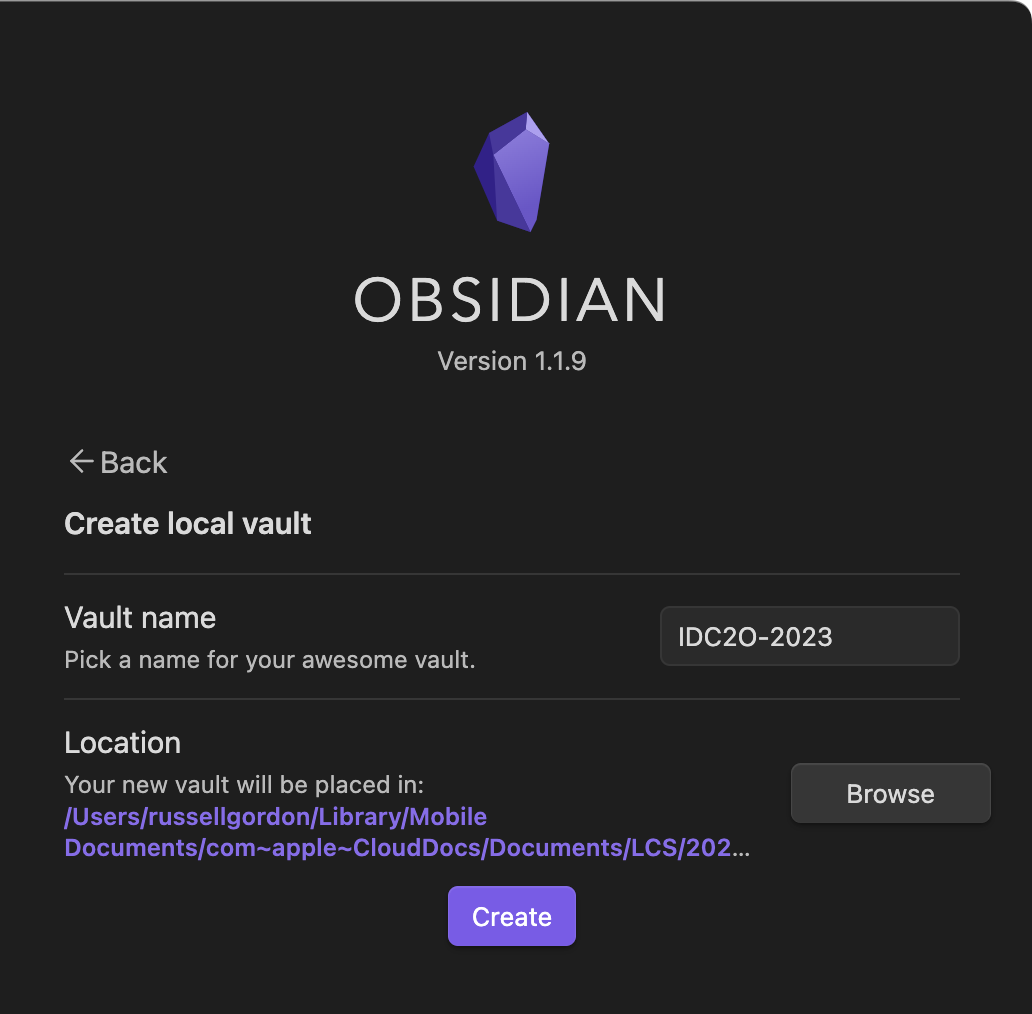 OBSIDIAN
Version 1.1.9
Back
Create local vault
Vault name
Pick a name for your awesome vault.
IDC2O-2023
Location
Your new vault will be placed in:
/Users/russellgordon/Library/Mobile
Documents/com~apple~CloudDocs/Documents/LCS/202...
Browse
Create